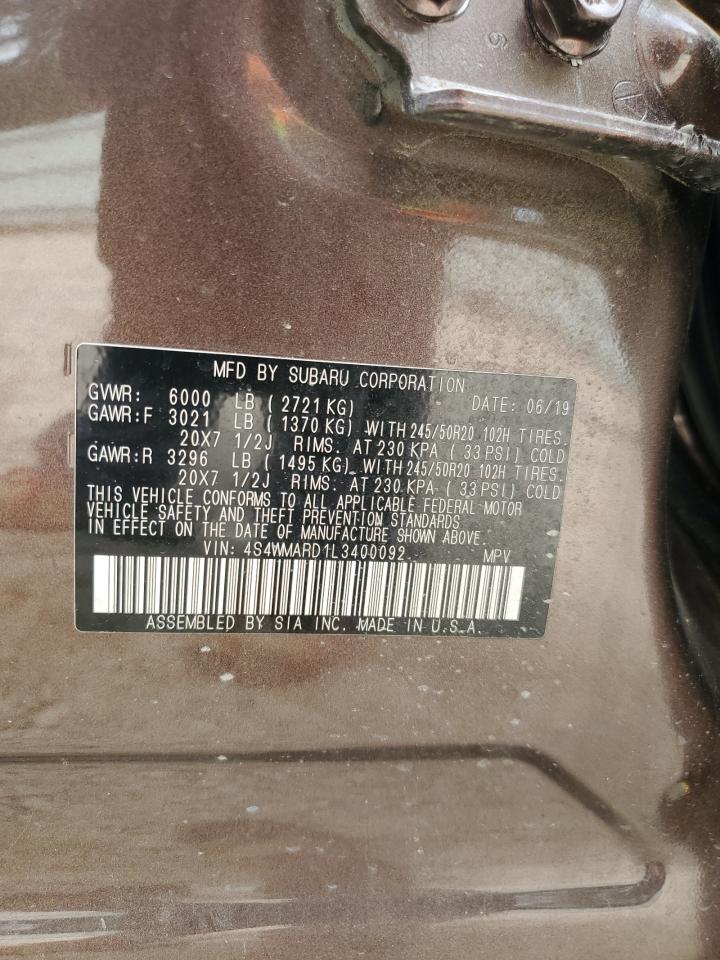 MFD BY SUBARU CORPORATION
GVWR: 6000 LB ( 2721 KG) DATE: 06/19
GAWR:F 3021 LB ( 1370 KG) WITH 245/50R20 102H TIRES.
20X7 1/2J RIMS. AT 230 KPA ( 33 PSI) COLD
GAWR:R 3296 LB ( 1495 KG) WITH 245/50R20 102H TIRES.
20X7 1/2J RIMS. AT 230 KPA ( 33 PSI) COLD
THIS VEHICLE CONFORMS TO ALL APPLICABLE FEDERAL MOTOR
VEHICLE SAFETY AND THEFT PREVENTION STANDARDS
IN EFFECT ON THE DATE OF MANUFACTURE SHOWN ABOVE.
VIN: 4S4WMARD1L3400092 MPV
ASSEMBLED BY SIA INC. MADE IN U.S.A.